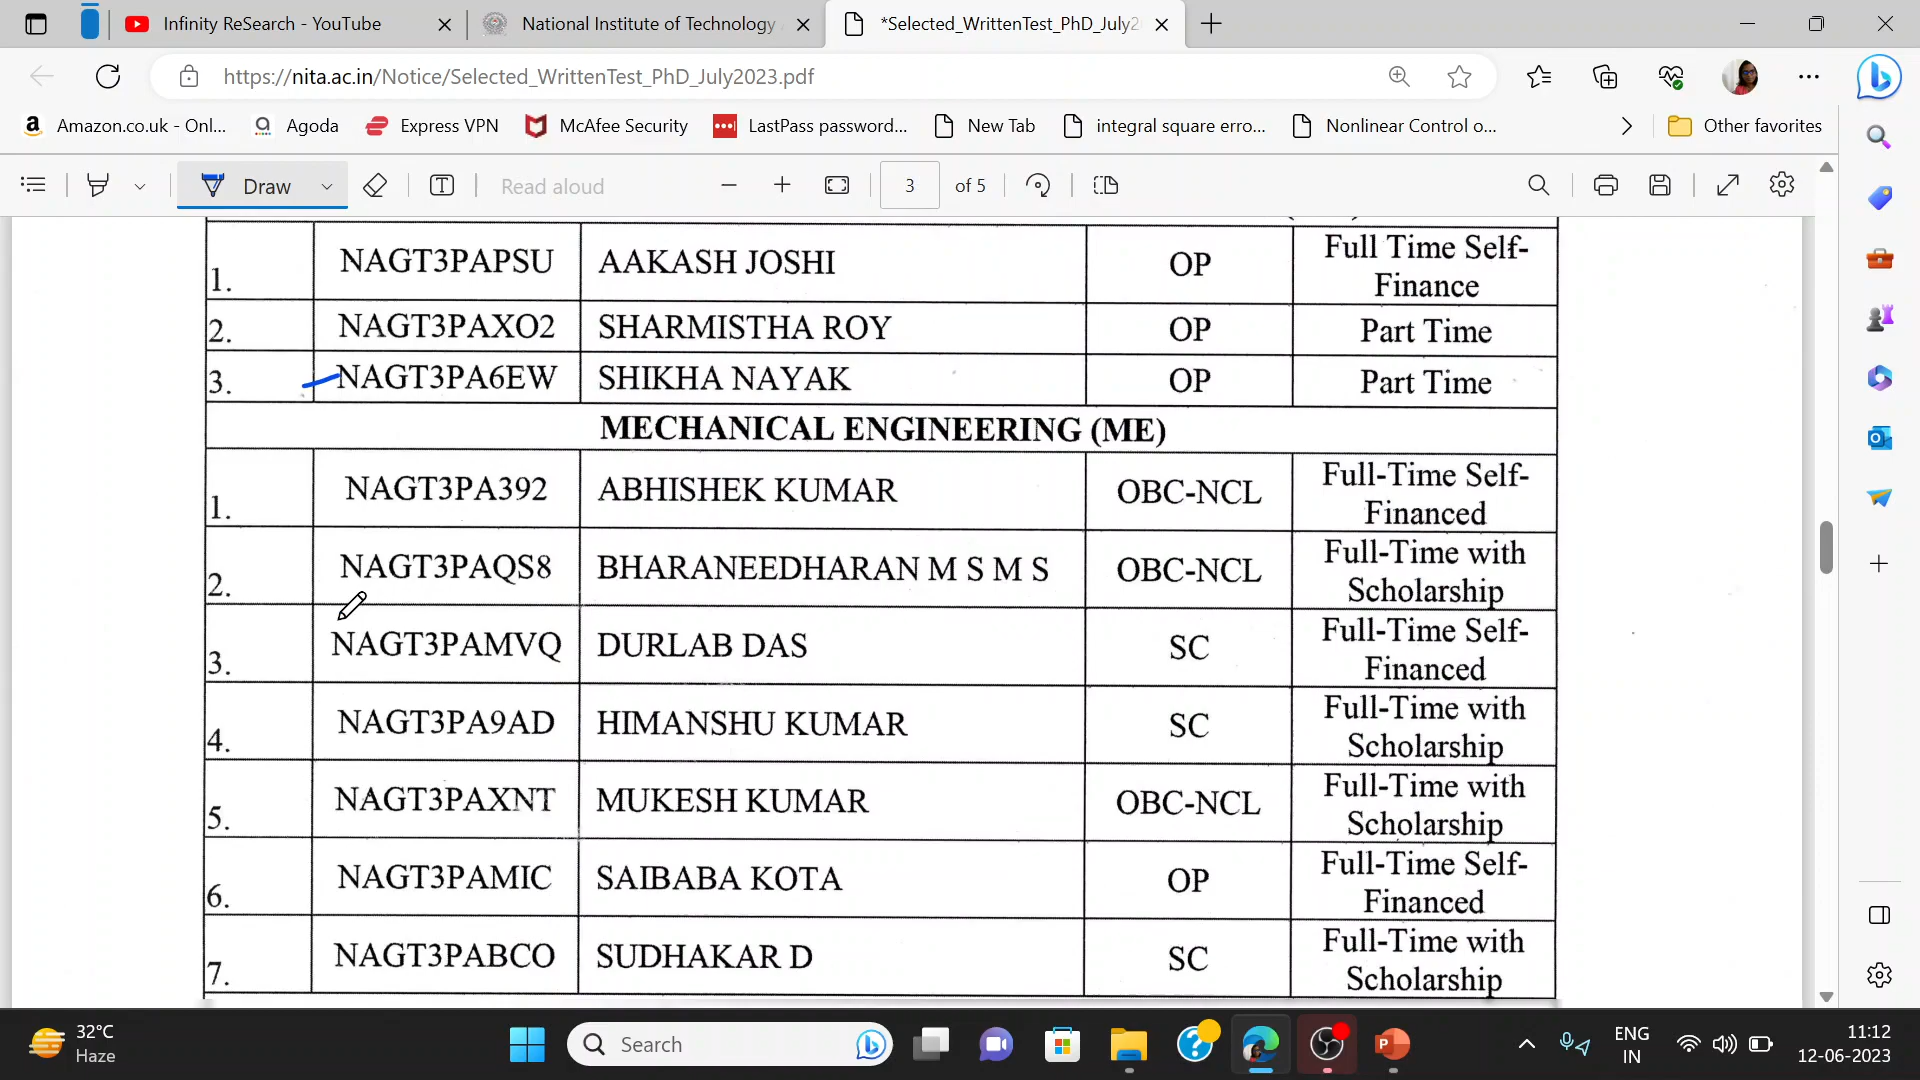 Infinity ReSearch - YouTube
National Institute of Technology
*Selected_WrittenTest_PhD_July2
https://nita.ac.in/Notice/Selected_WrittenTest_PhD_July2023.pdf
Amazon.co.uk - Onl...
Agoda
Express VPN
McAfee Security
LastPass password...
New Tab
integral square erro...
Nonlinear Control o...
Other favorites
Draw
Read aloud
3 of 5
1. NAGT3PAPSU AAKASH JOSHI OP Full Time Self-
Finance
2. NAGT3PAXO2 SHARMISTHA ROY OP Part Time
3. NAGT3PA6EW SHIKHA NAYAK OP Part Time
MECHANICAL ENGINEERING (ME)
1. NAGT3PA392 ABHISHEK KUMAR OBC-NCL Full-Time Self-
Financed
2. NAGT3PAQS8 BHARANEEDHARAN M S M S OBC-NCL Full-Time with
Scholarship
3. NAGT3PAMVQ DURLAB DAS SC Full-Time Self-
Financed
4. NAGT3PA9AD HIMANSHU KUMAR SC Full-Time with
Scholarship
5. NAGT3PAXNT MUKESH KUMAR OBC-NCL Full-Time with
Scholarship
6. NAGT3PAMIC SAIBABA KOTA OP Full-Time Self-
Financed
7. NAGT3PABCO SUDHAKAR D SC Full-Time with
Scholarship
32°C
Haze
Search
ENG
IN
11:12
12-06-2023